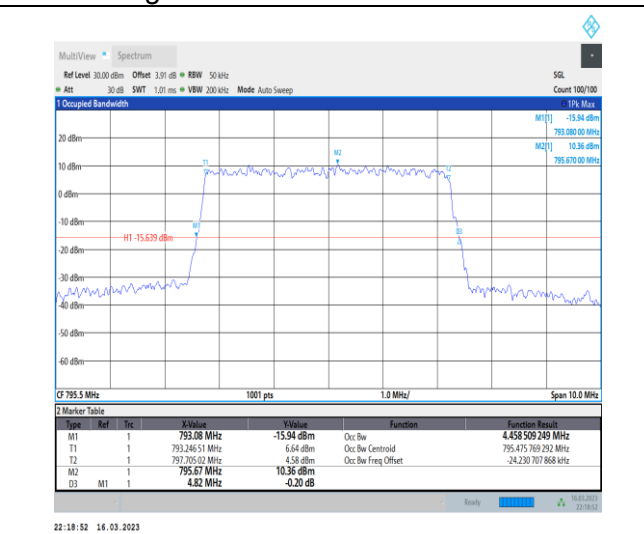 MultiView Spectrum
Ref Level 30.00 dBm Offset 3.91 dB RBW 50 kHz SGL
Att 30 dB SWT 1.01 ms VBW 200 kHz Mode Auto Sweep Count 100/100
1 Occupied Bandwidth 1Pk Max
M1[1] -15.94 dBm
793.080 00 MHz
M2[1] 10.36 dBm
795.670 00 MHz
20 dBm
M2
T1
T2
10 dBm
0 dBm
-10 dBm
M1
D3
H1 -15.639 dBm
-20 dBm
-30 dBm
-40 dBm
-50 dBm
-60 dBm
CF 795.5 MHz 1001 pts 1.0 MHz/ Span 10.0 MHz
2 Marker Table
Type Ref Trc X-Value Y-Value Function Function Result
M1 1 793.08 MHz -15.94 dBm Occ Bw 4.458 509 249 MHz
T1 1 793.246 51 MHz 6.64 dBm Occ Bw Centroid 795.475 769 292 MHz
T2 1 797.705 02 MHz 4.58 dBm Occ Bw Freq Offset -24.230 707 868 kHz
M2 1 795.67 MHz 10.36 dBm
D3 M1 1 4.82 MHz -0.20 dB
Ready 16.03.2023
22:18:52
22:18:52 16.03.2023